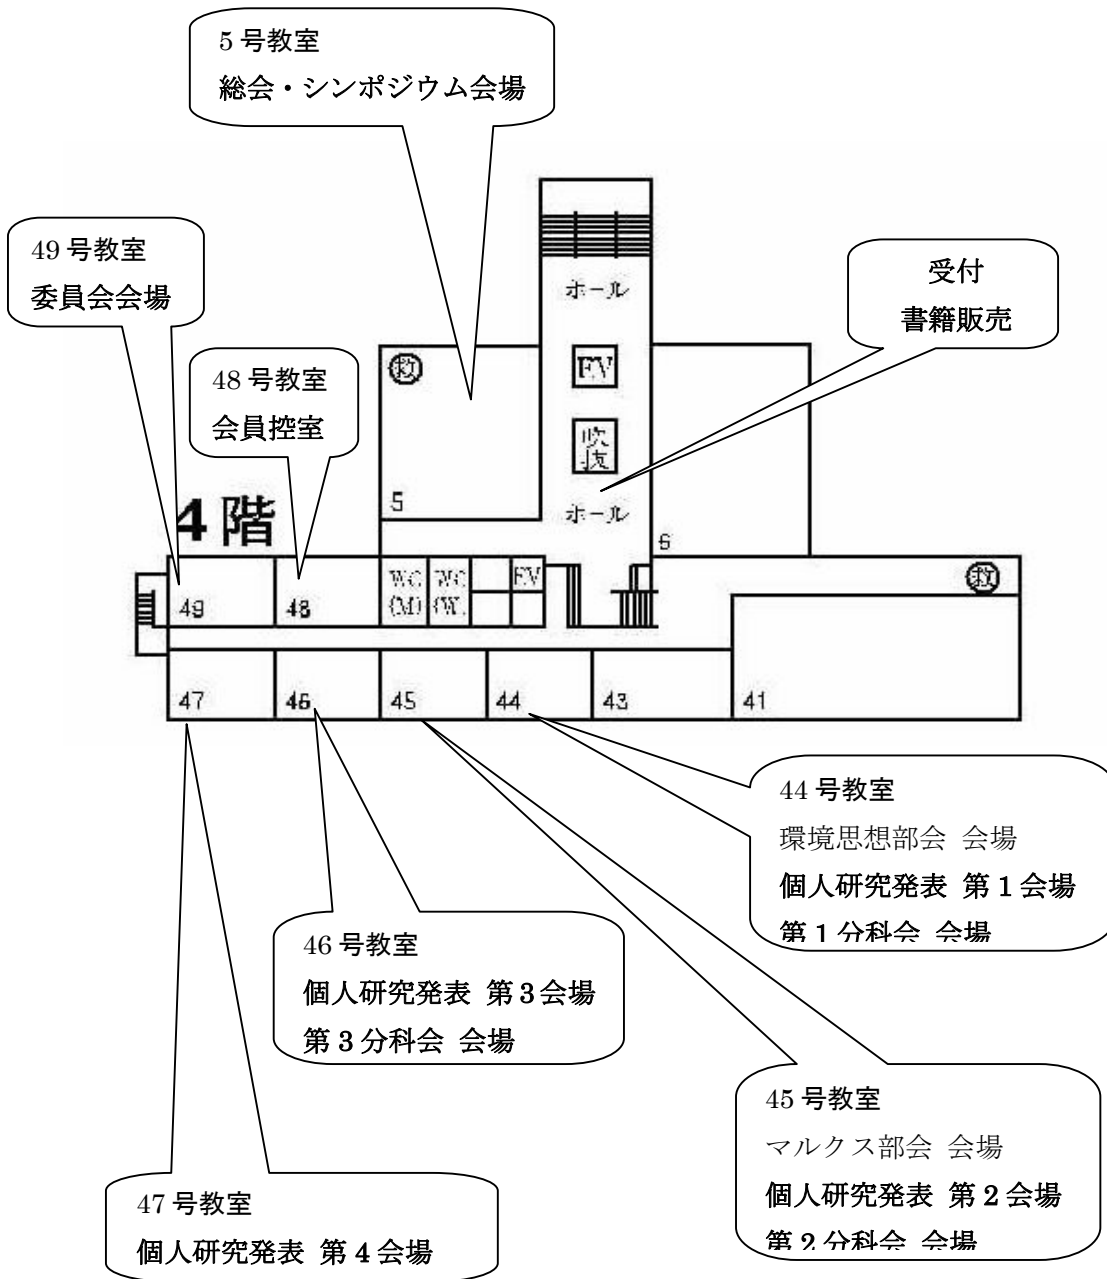 5 号教室
総会・シンポジウム会場
49 号教室
委員会会場
受付
書籍販売
48 号教室
会員控室
ホール
救
EV
吹抜
5
ホール
6
4 階
49
48
WC (M)
WC (W)
EV
救
47
46
45
44
43
41
44 号教室
環境思想部会 会場
個人研究発表 第 1 会場
第 1 分科会 会場
46 号教室
個人研究発表 第 3 会場
第 3 分科会 会場
45 号教室
マルクス部会 会場
個人研究発表 第 2 会場
第 2 分科会 会場
47 号教室
個人研究発表 第 4 会場